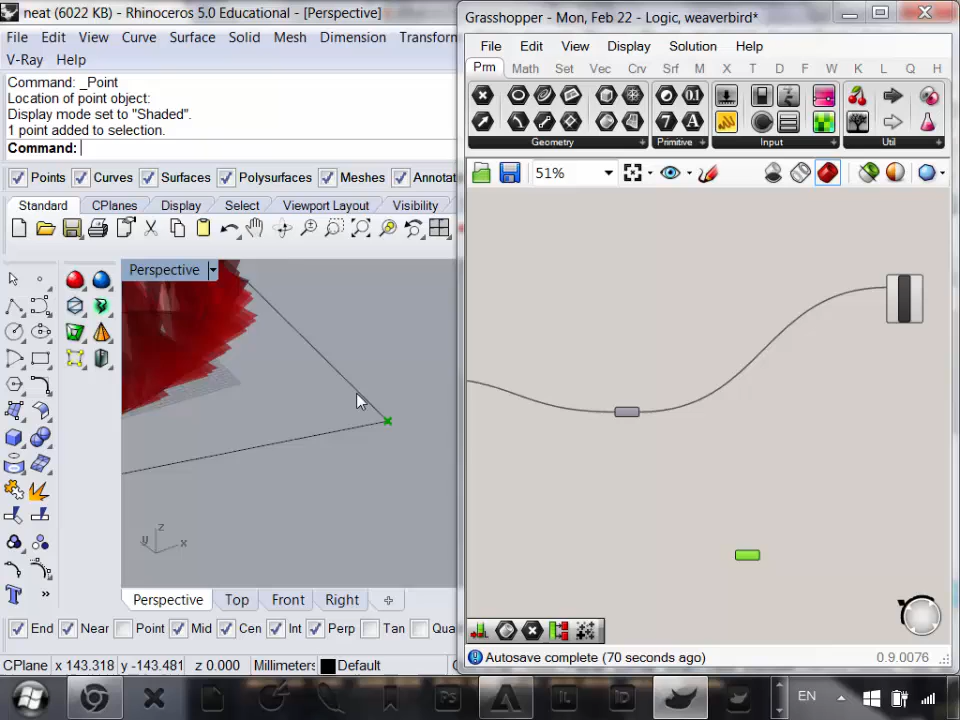 neat (6022 KB) - Rhinoceros 5.0 Educational - [Perspective]
File Edit View Curve Surface Solid Mesh Dimension Transform
V-Ray Help
Command: _Point
Location of point object:
Display mode set to "Shaded".
1 point added to selection.
Command:
Points Curves Surfaces Polysurfaces Meshes Annotat
Standard CPlanes Display Select Viewport Layout Visibility
Perspective
z
y x
Perspective Top Front Right
End Near Point Mid Cen Int Perp Tan Qua
CPlane x 143.318 y -143.481 z 0.000 Millimeters Default
Grasshopper - Mon, Feb 22 - Logic, weaverbird*
File Edit View Display Solution Help
Prm Math Set Vec Crv Srf M X T D F W K L Q H
01
7 A
Geometry Primitive Input Util
51%
Autosave complete (70 seconds ago) 0.9.0076
Ps iL iD EN